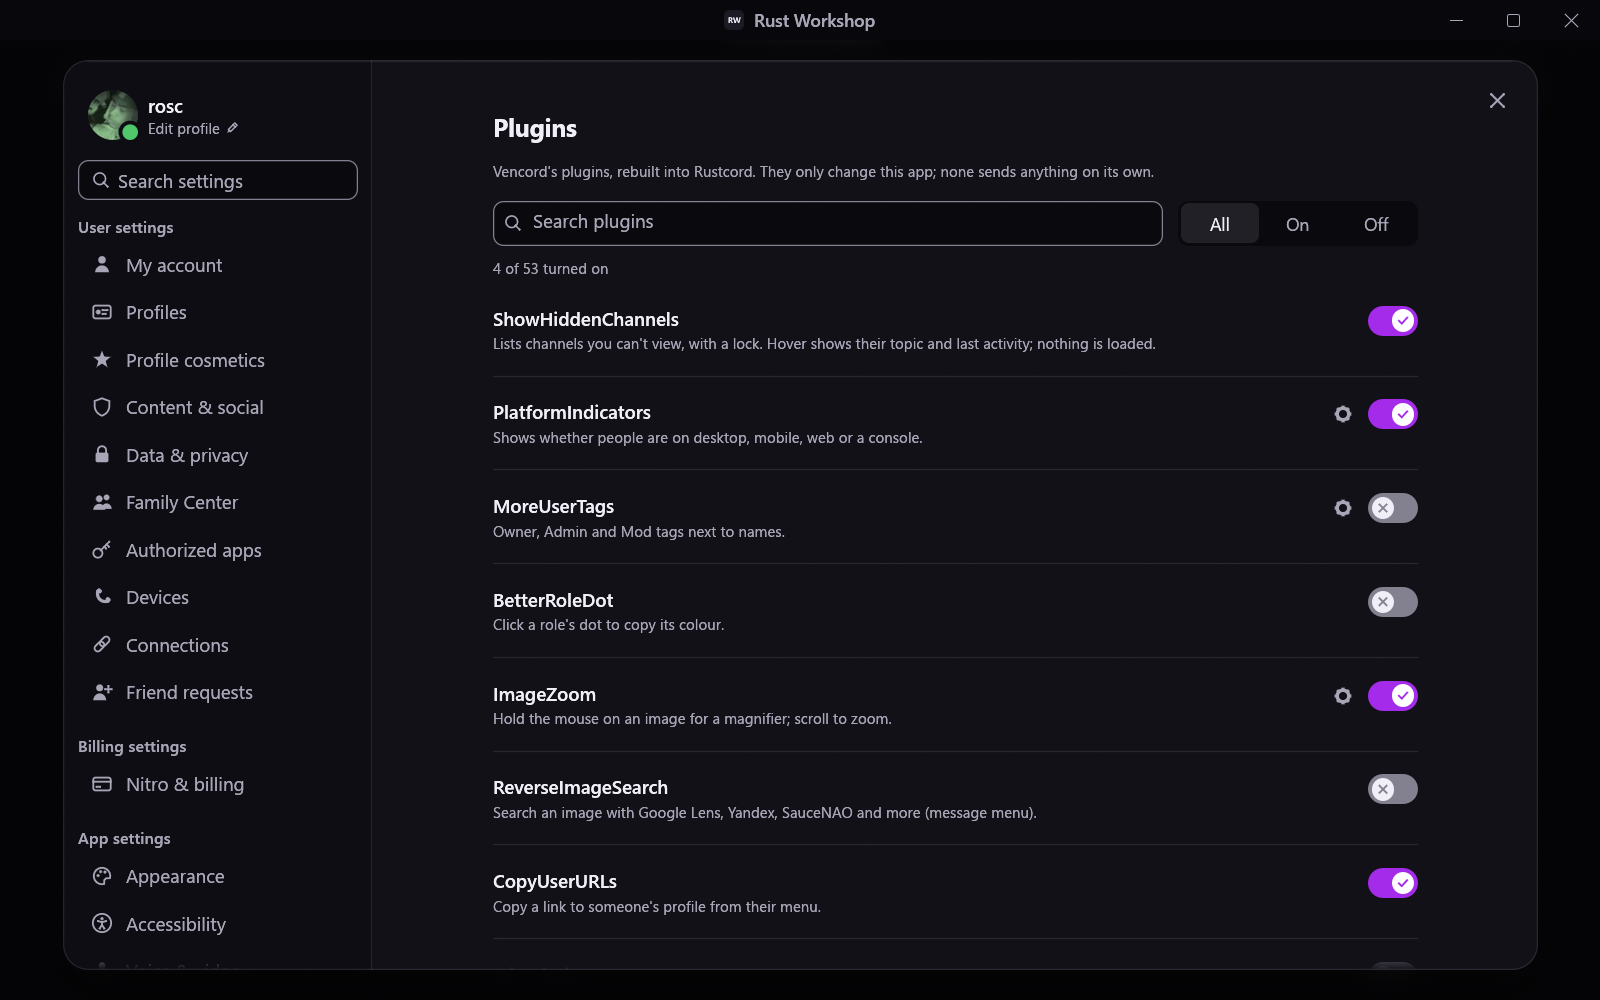 RW Rust Workshop
rosc
Edit profile
Search settings
User settings
My account
Profiles
Profile cosmetics
Content & social
Data & privacy
Family Center
Authorized apps
Devices
Connections
Friend requests
Billing settings
Nitro & billing
App settings
Appearance
Accessibility
Plugins
Vencord's plugins, rebuilt into Rustcord. They only change this app; none sends anything on its own.
Search plugins
All On Off
4 of 53 turned on
ShowHiddenChannels
Lists channels you can't view, with a lock. Hover shows their topic and last activity; nothing is loaded.
PlatformIndicators
Shows whether people are on desktop, mobile, web or a console.
MoreUserTags
Owner, Admin and Mod tags next to names.
BetterRoleDot
Click a role's dot to copy its colour.
ImageZoom
Hold the mouse on an image for a magnifier; scroll to zoom.
ReverseImageSearch
Search an image with Google Lens, Yandex, SauceNAO and more (message menu).
CopyUserURLs
Copy a link to someone's profile from their menu.